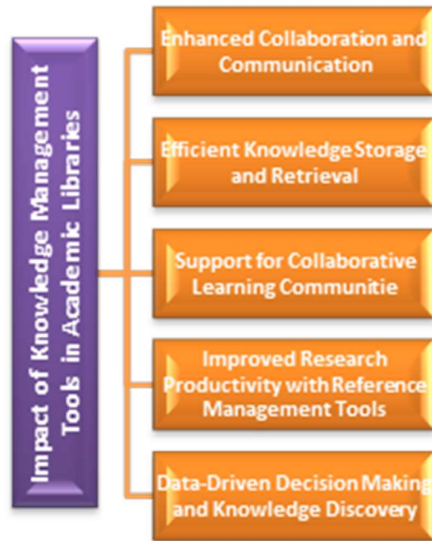 Impact of Knowledge Management
Tools in Academic Libraries
Enhanced Collaboration and
Communication
Efficient Knowledge Storage
and Retrieval
Support for Collaborative
Learning Communitie
Improved Research
Productivity with Reference
Management Tools
Data-Driven Decision Making
and Knowledge Discovery